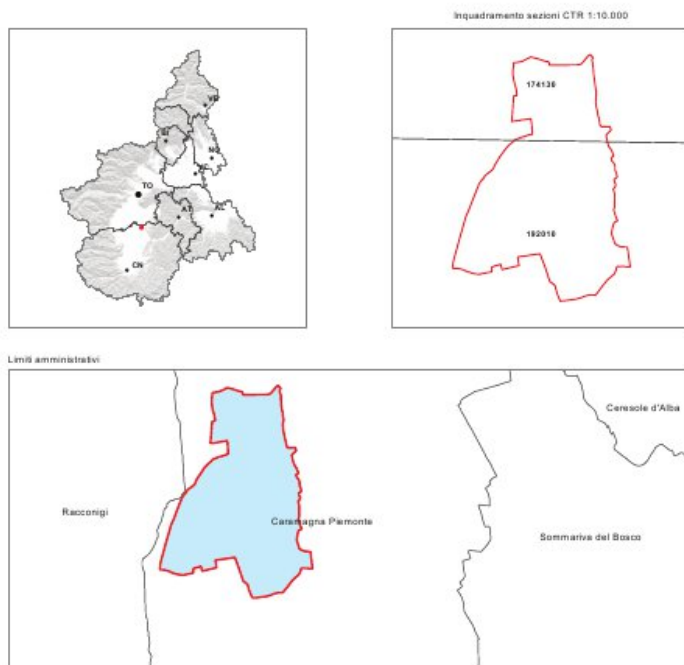 Inquadramento sezioni CTR 1:10.000
VB
BI
NO
VC
TO
AT
AL
CN
174130
192010
Limiti amministrativi
Ceresole d'Alba
Racconigi
Caramagna Piemonte
Sommariva del Bosco